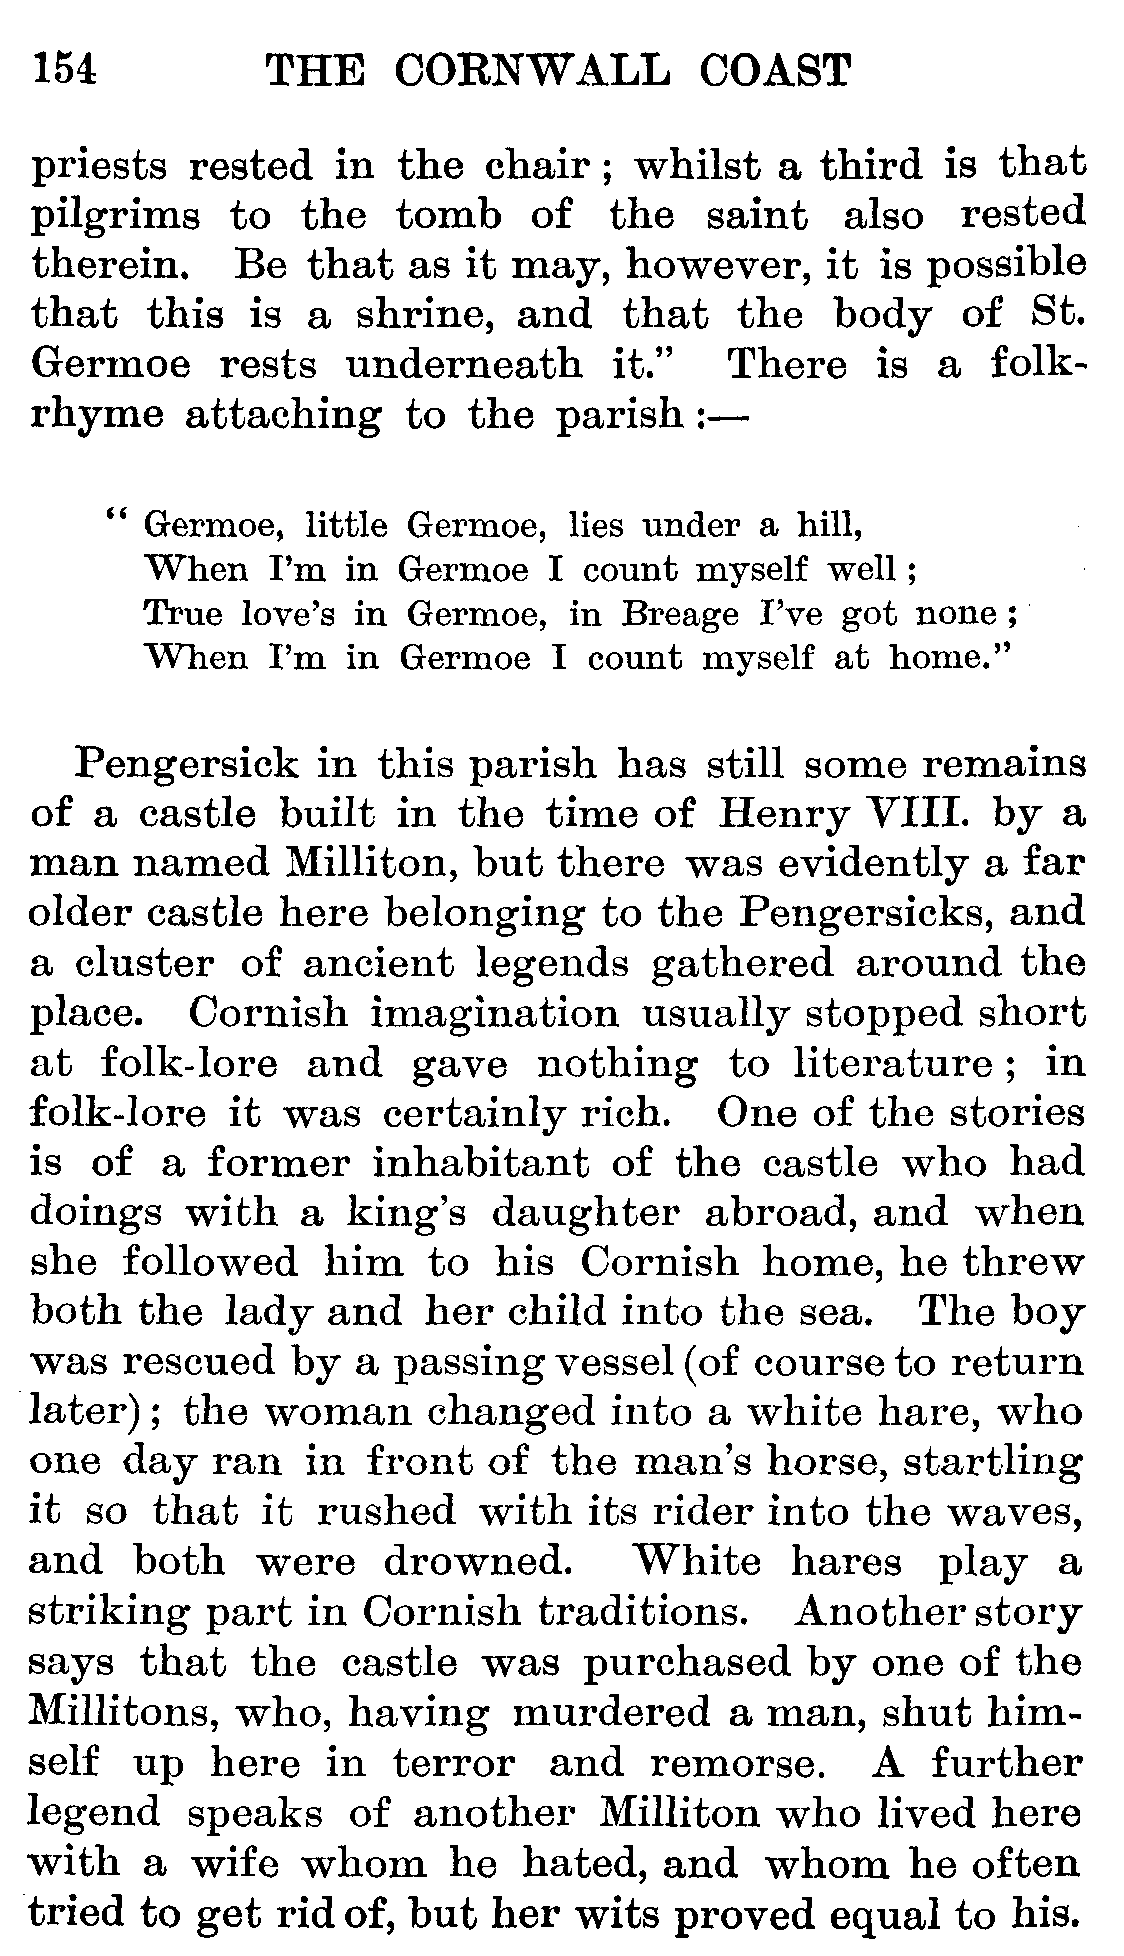 154 THE CORNWALL COAST
priests rested in the chair ; whilst a third is that
pilgrims to the tomb of the saint also rested
therein. Be that as it may, however, it is possible
that this is a shrine, and that the body of St.
Germoe rests underneath it.” There is a folk-
rhyme attaching to the parish :—
“ Germoe, little Germoe, lies under a hill,
When I’m in Germoe I count myself well ;
True love’s in Germoe, in Breage I’ve got none ;
When I’m in Germoe I count myself at home.”
Pengersick in this parish has still some remains
of a castle built in the time of Henry VIII. by a
man named Milliton, but there was evidently a far
older castle here belonging to the Pengersicks, and
a cluster of ancient legends gathered around the
place. Cornish imagination usually stopped short
at folk-lore and gave nothing to literature ; in
folk-lore it was certainly rich. One of the stories
is of a former inhabitant of the castle who had
doings with a king’s daughter abroad, and when
she followed him to his Cornish home, he threw
both the lady and her child into the sea. The boy
was rescued by a passing vessel (of course to return
later) ; the woman changed into a white hare, who
one day ran in front of the man’s horse, startling
it so that it rushed with its rider into the waves,
and both were drowned. White hares play a
striking part in Cornish traditions. Another story
says that the castle was purchased by one of the
Millitons, who, having murdered a man, shut him-
self up here in terror and remorse. A further
legend speaks of another Milliton who lived here
with a wife whom he hated, and whom he often
tried to get rid of, but her wits proved equal to his.